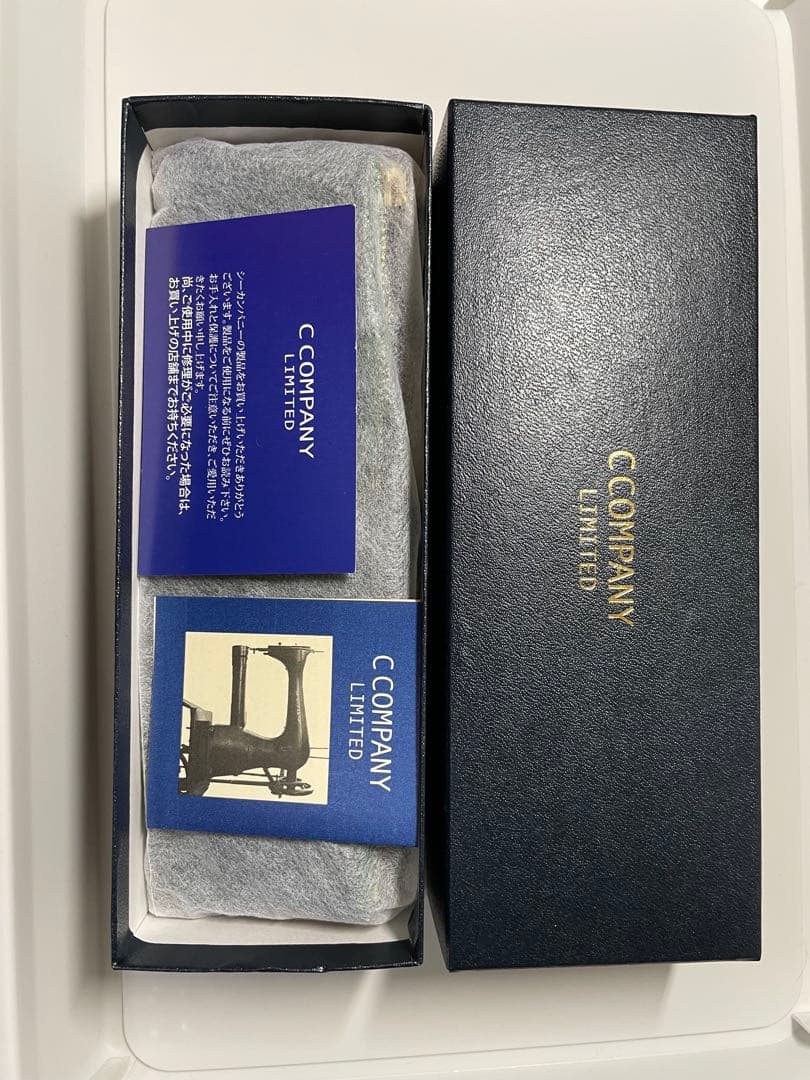 C COMPANY
LIMITED
シーカンパニーの製品をお買い上げいただきありがとう
ございます。製品をご使用になる前にぜひお読み下さい。
お手入れと保護についてご注意いただき、ご愛用いただ
きたくお願い申し上げます。
尚、ご使用中に修理がご必要になった場合は、
お買い上げの店舗までお持ちください。
C COMPANY
LIMITED
C COMPANY
LIMITED